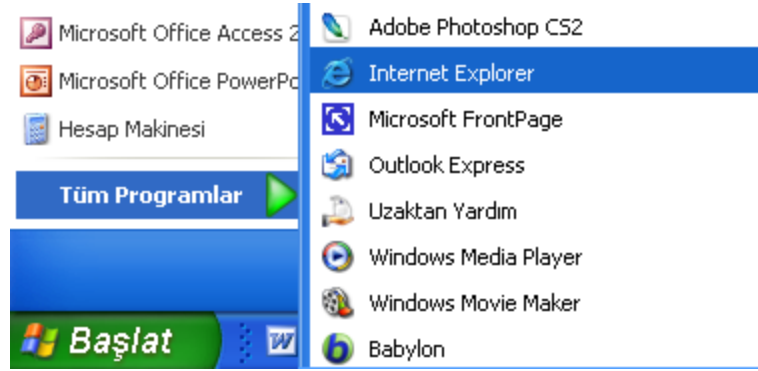 Microsoft Office Access 2
Microsoft Office PowerPo
Hesap Makinesi
Tüm Programlar
Başlat
Adobe Photoshop CS2
Internet Explorer
Microsoft FrontPage
Outlook Express
Uzaktan Yardım
Windows Media Player
Windows Movie Maker
Babylon